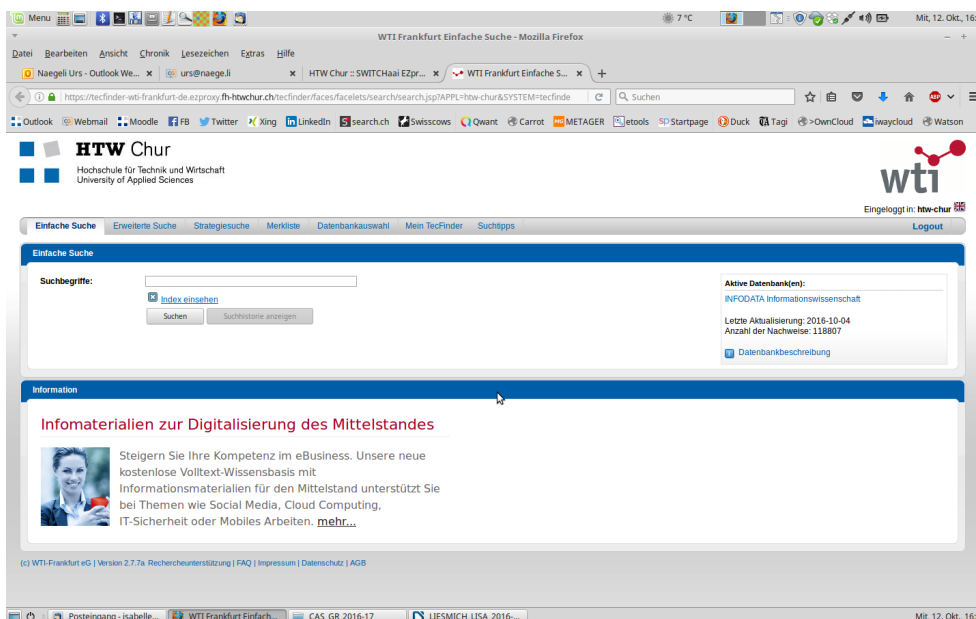 Menu
7 °C
Mit, 12. Okt., 16:
WTI Frankfurt Einfache Suche - Mozilla Firefox
Datei Bearbeiten Ansicht Chronik Lesezeichen Extras Hilfe
Naegeli Urs - Outlook We... urs@naege.li HTW Chur :: SWITCHaai EZpr... WTI Frankfurt Einfache S...
https://tecfinder-wti-frankfurt-de.ezproxy.fh-htwchur.ch/tecfinder/faces/facelets/search/search.jsp?APPL=htw-chur&SYSTEM=tecfinde Suchen ABP
Outlook Webmail Moodle FB Twitter Xing LinkedIn search.ch Swisscows Qwant Carrot METAGER etools Startpage Duck Tagi >OwnCloud iwaycloud Watson
HTW Chur
Hochschule für Technik und Wirtschaft
University of Applied Sciences
wti
Eingeloggt in: htw-chur
Einfache Suche Erweiterte Suche Strategiesuche Merkliste Datenbankauswahl Mein TecFinder Suchtipps Logout
Einfache Suche
Suchbegriffe:
Index einsehen
Suchen Suchhistorie anzeigen
Aktive Datenbank(en):
INFODATA Informationswissenschaft
Letzte Aktualisierung: 2016-10-04
Anzahl der Nachweise: 118807
Datenbankbeschreibung
Information
Infomaterialien zur Digitalisierung des Mittelstandes
Steigern Sie Ihre Kompetenz im eBusiness. Unsere neue
kostenlose Volltext-Wissensbasis mit
Informationsmaterialien für den Mittelstand unterstützt Sie
bei Themen wie Social Media, Cloud Computing,
IT-Sicherheit oder Mobiles Arbeiten. mehr...
(c) WTI-Frankfurt eG | Version 2.7.7a Rechercheunterstützung | FAQ | Impressum | Datenschutz | AGB
Posteingang - isabelle... WTI Frankfurt Einfach... CAS_GR_2016-17 LIESMICH_LISA_2016-... Mit, 12. Okt., 16: